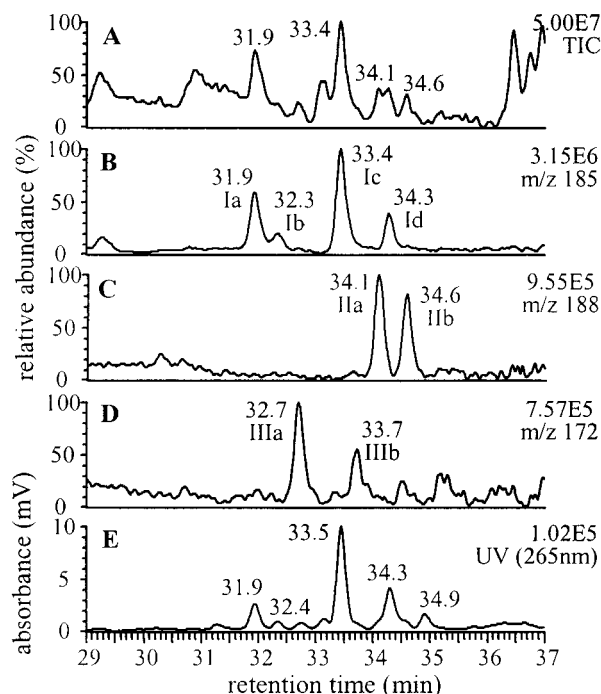 100
A
31.9
33.4
34.1
34.6
5.00E7
TIC
50
0
100
B
31.9
Ia
32.3
Ib
33.4
Ic
34.3
Id
3.15E6
m/z 185
50
0
100
C
34.1
IIa
34.6
IIb
9.55E5
m/z 188
50
0
100
D
32.7
IIIa
33.7
IIIb
7.57E5
m/z 172
50
0
10
E
31.9
32.4
33.5
34.3
34.9
1.02E5
UV (265nm)
5
0
relative abundance (%)
absorbance (mV)
29 30 31 32 33 34 35 36 37
retention time (min)